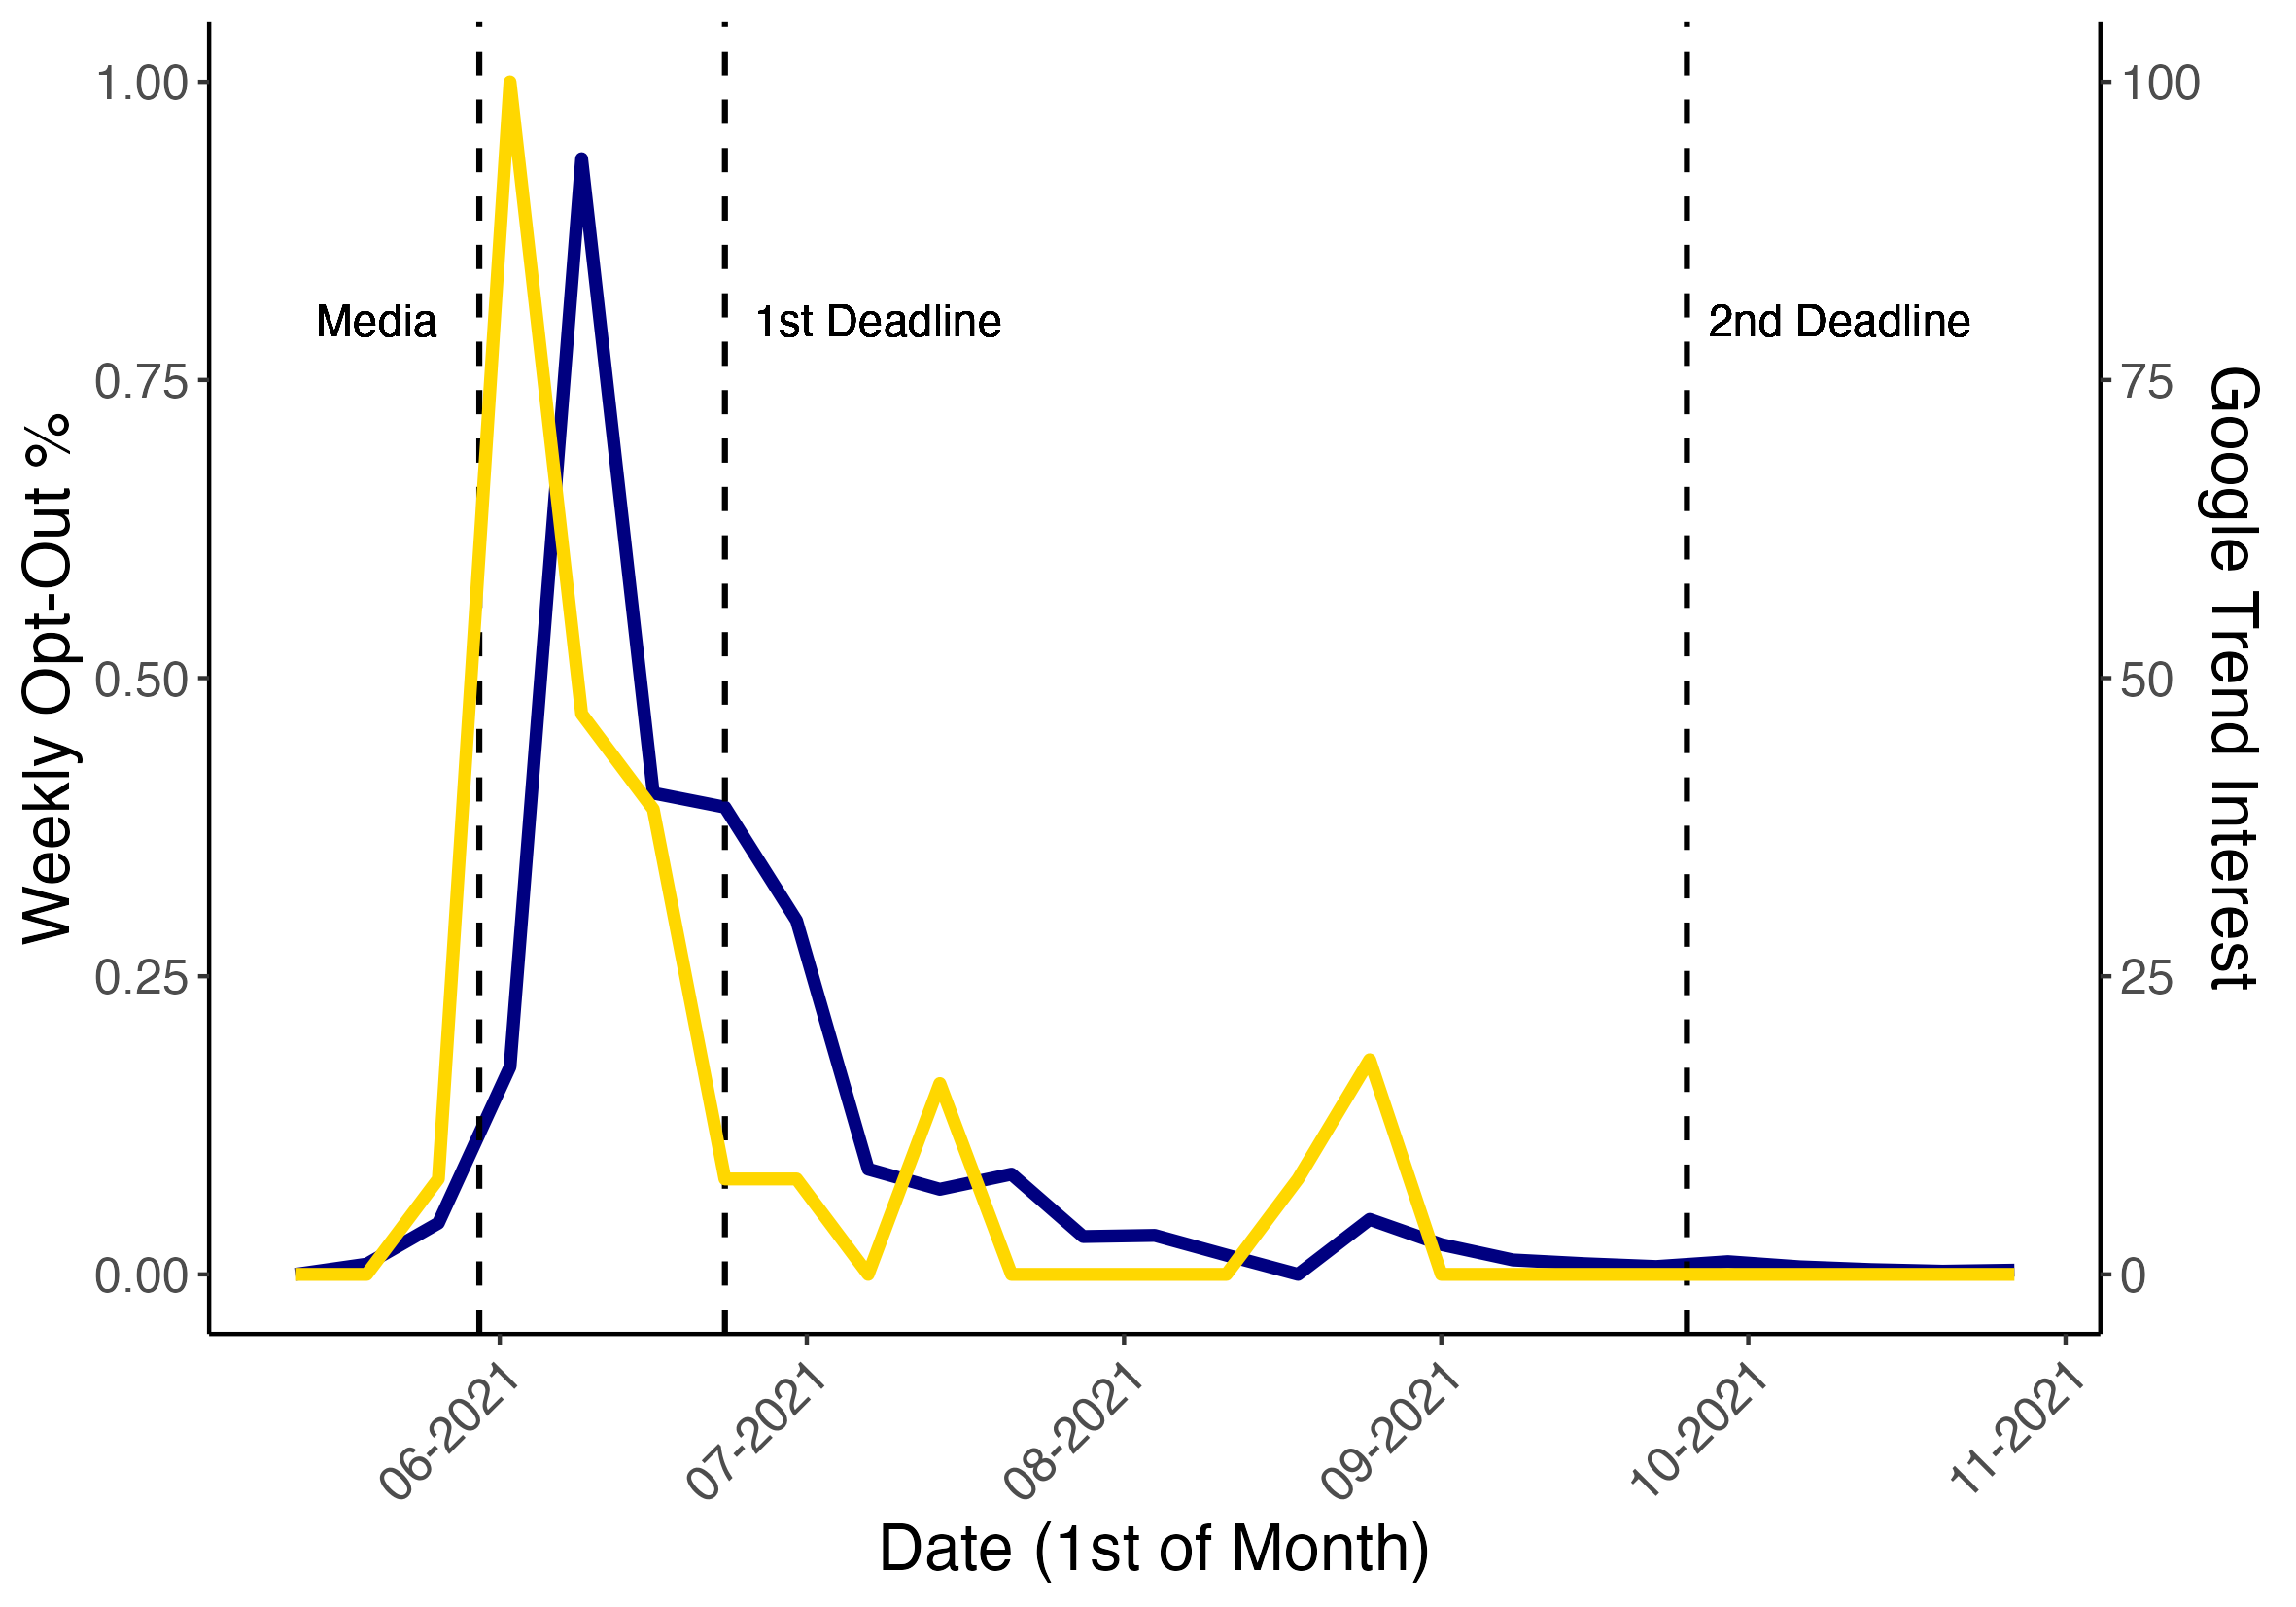 1.00
0.75
0.50
0.25
0.00
Weekly Opt-Out %
Media
1st Deadline
2nd Deadline
100
75
50
25
0
Google Trend Interest
06-2021
07-2021
08-2021
09-2021
10-2021
11-2021
Date (1st of Month)